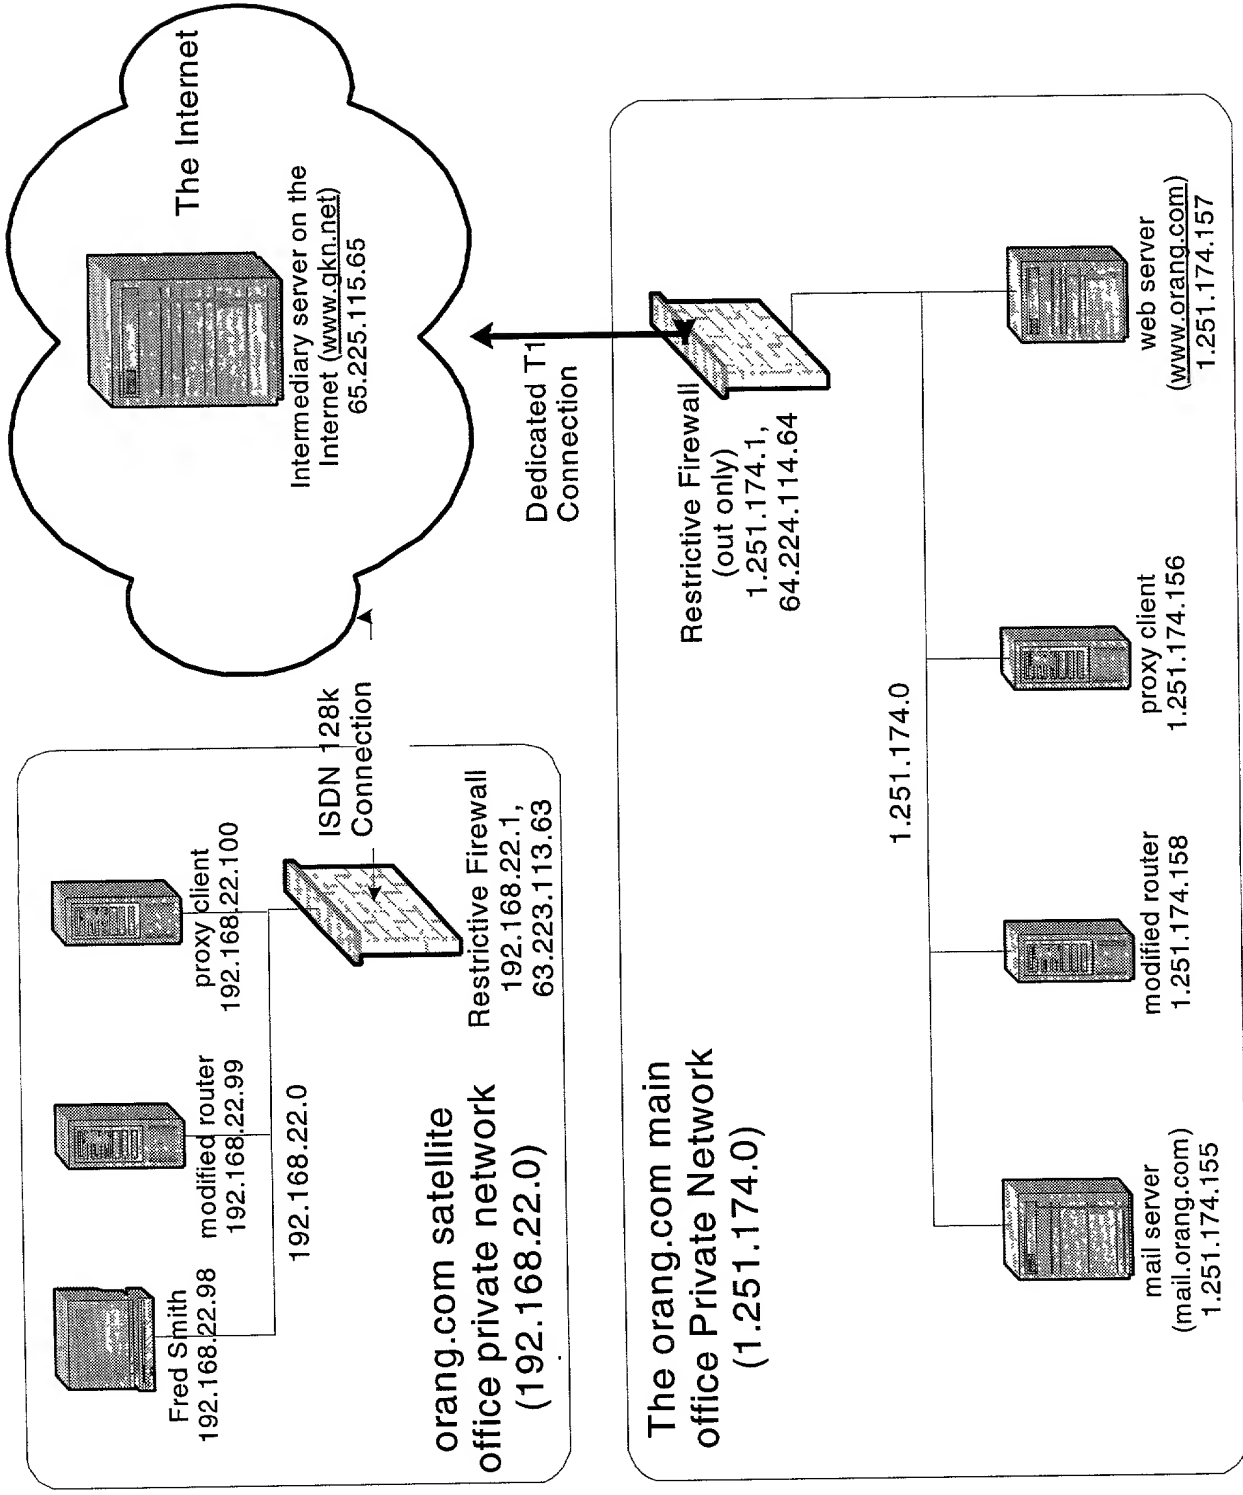 Fred Smith
192.168.22.98
modified router
192.168.22.99
proxy client
192.168.22.100
192.168.22.0
ISDN 128k
Connection
Restrictive Firewall
192.168.22.1,
63.223.113.63
orang.com satellite
office private network
(192.168.22.0)
The Internet
Intermediary server on the
Internet (www.gkn.net)
65.225.115.65
Dedicated T1
Connection
The orang.com main
office Private Network
(1.251.174.0)
Restrictive Firewall
(out only)
1.251.174.1,
64.224.114.64
1.251.174.0
mail server
(mail.orang.com)
1.251.174.155
modified router
1.251.174.158
proxy client
1.251.174.156
web server
(www.orang.com)
1.251.174.157